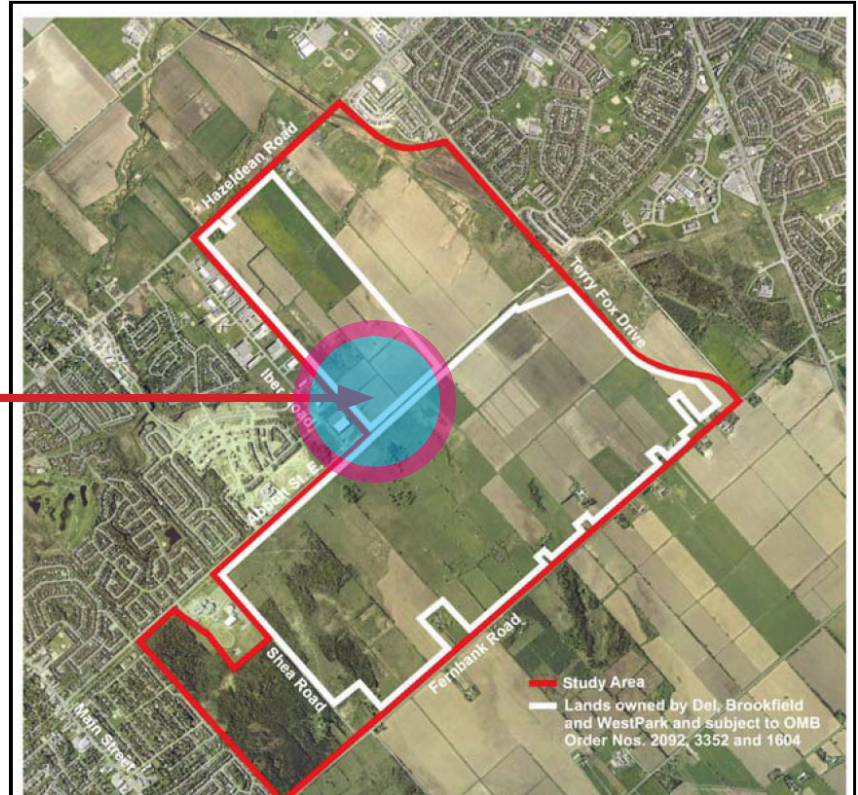 Hazeldean Road
Terry Fox Drive
Iber Road
Abbott St. E.
Shea Road
Fernbank Road
Main Street
Study Area
Lands owned by Del, Brookfield
and WestPark and subject to OMB
Order Nos. 2092, 3352 and 1604